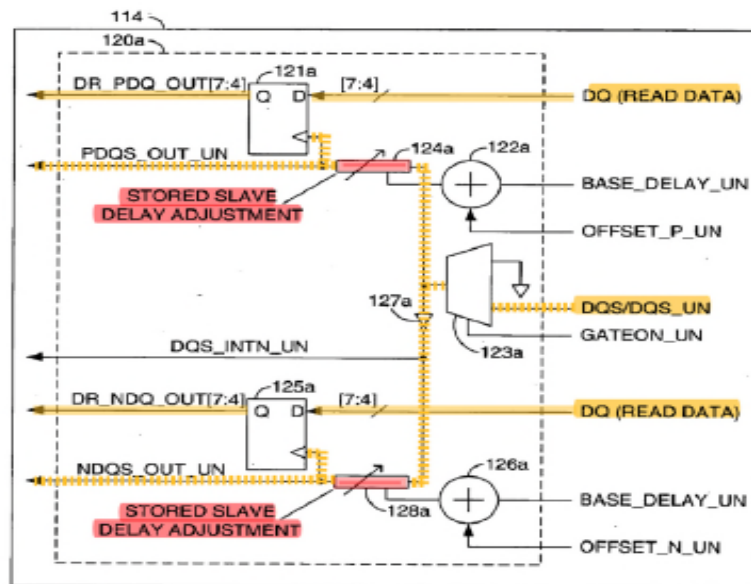 114
120a
DR_PDQ_OUT[7:4]
121a
Q D
[7:4]
DQ (READ DATA)
PDQS_OUT_UN
124a
122a
STORED SLAVE
DELAY ADJUSTMENT
BASE_DELAY_UN
OFFSET_P_UN
127a
DQS/DQS_UN
GATEON_UN
123a
DQS_INTN_UN
DR_NDQ_OUT[7:4]
125a
Q D
[7:4]
DQ (READ DATA)
NDQS_OUT_UN
126a
STORED SLAVE
DELAY ADJUSTMENT
128a
BASE_DELAY_UN
OFFSET_N_UN